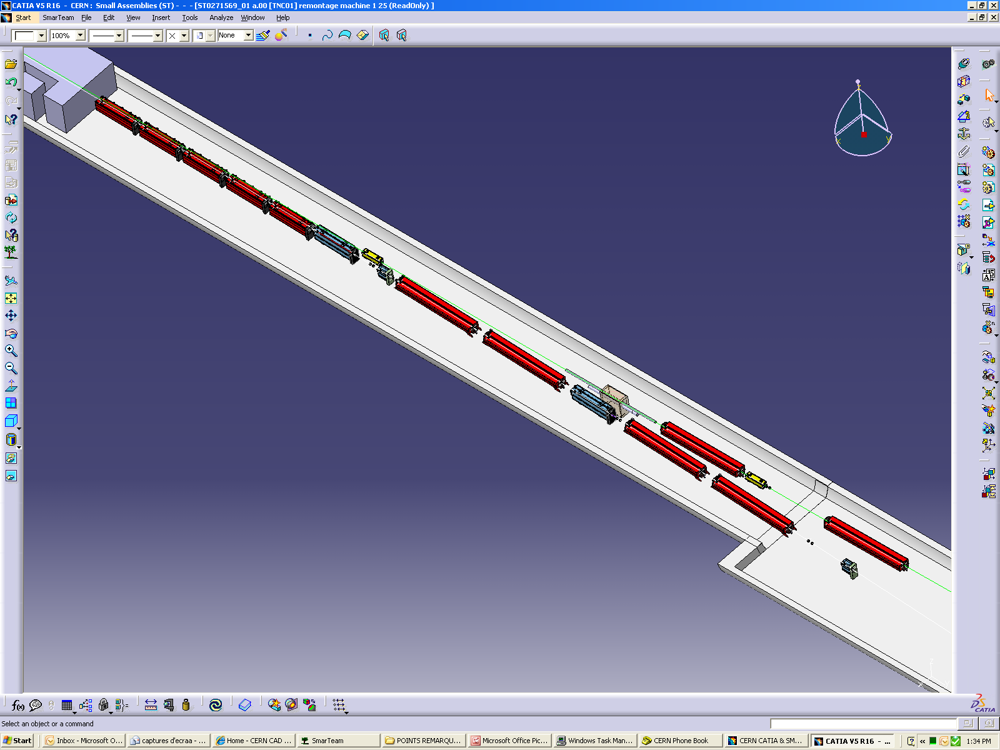 CATIA V5 R16 - CERN : Small Assemblies (ST) - - - [ST0271569_01 a.00 [TNC01] remontage machine 1 25 (ReadOnly) ]
Start SmarTeam File Edit View Insert Tools Analyze Window Help
100% None
f(x)
CATIA
Select an object or a command
Start Inbox - Microsoft O... captures d'ecraa - ... Home - CERN CAD ... SmarTeam POINTS REMARQU... Microsoft Office Pic... Windows Task Man... CERN Phone Book CERN CATIA & SM... CATIA V5 R16 - ... 1:34 PM